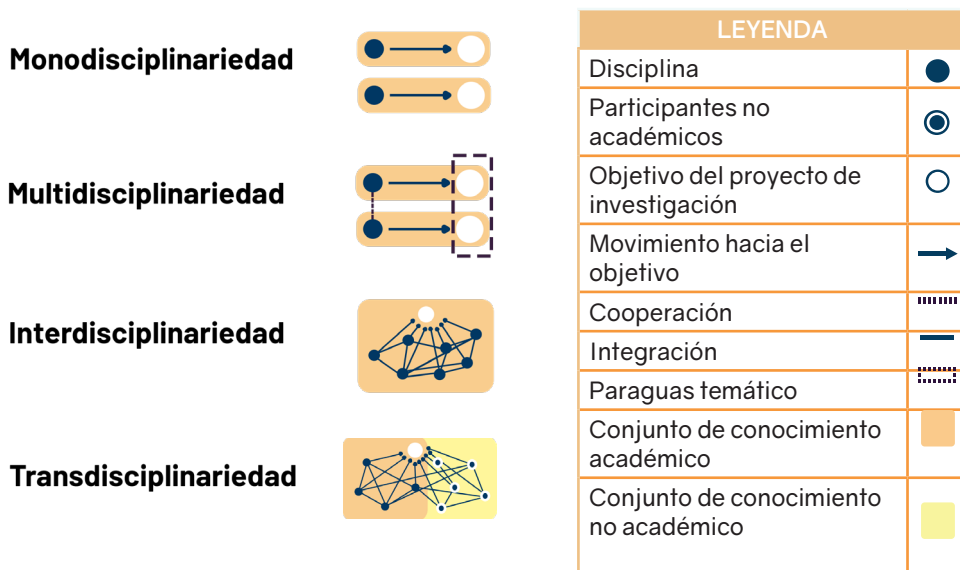 Monodisciplinariedad
Multidisciplinariedad
Interdisciplinariedad
Transdisciplinariedad
LEYENDA
Disciplina
Participantes no
académicos
Objetivo del proyecto de
investigación
Movimiento hacia el
objetivo
Cooperación
Integración
Paraguas temático
Conjunto de conocimiento
académico
Conjunto de conocimiento
no académico